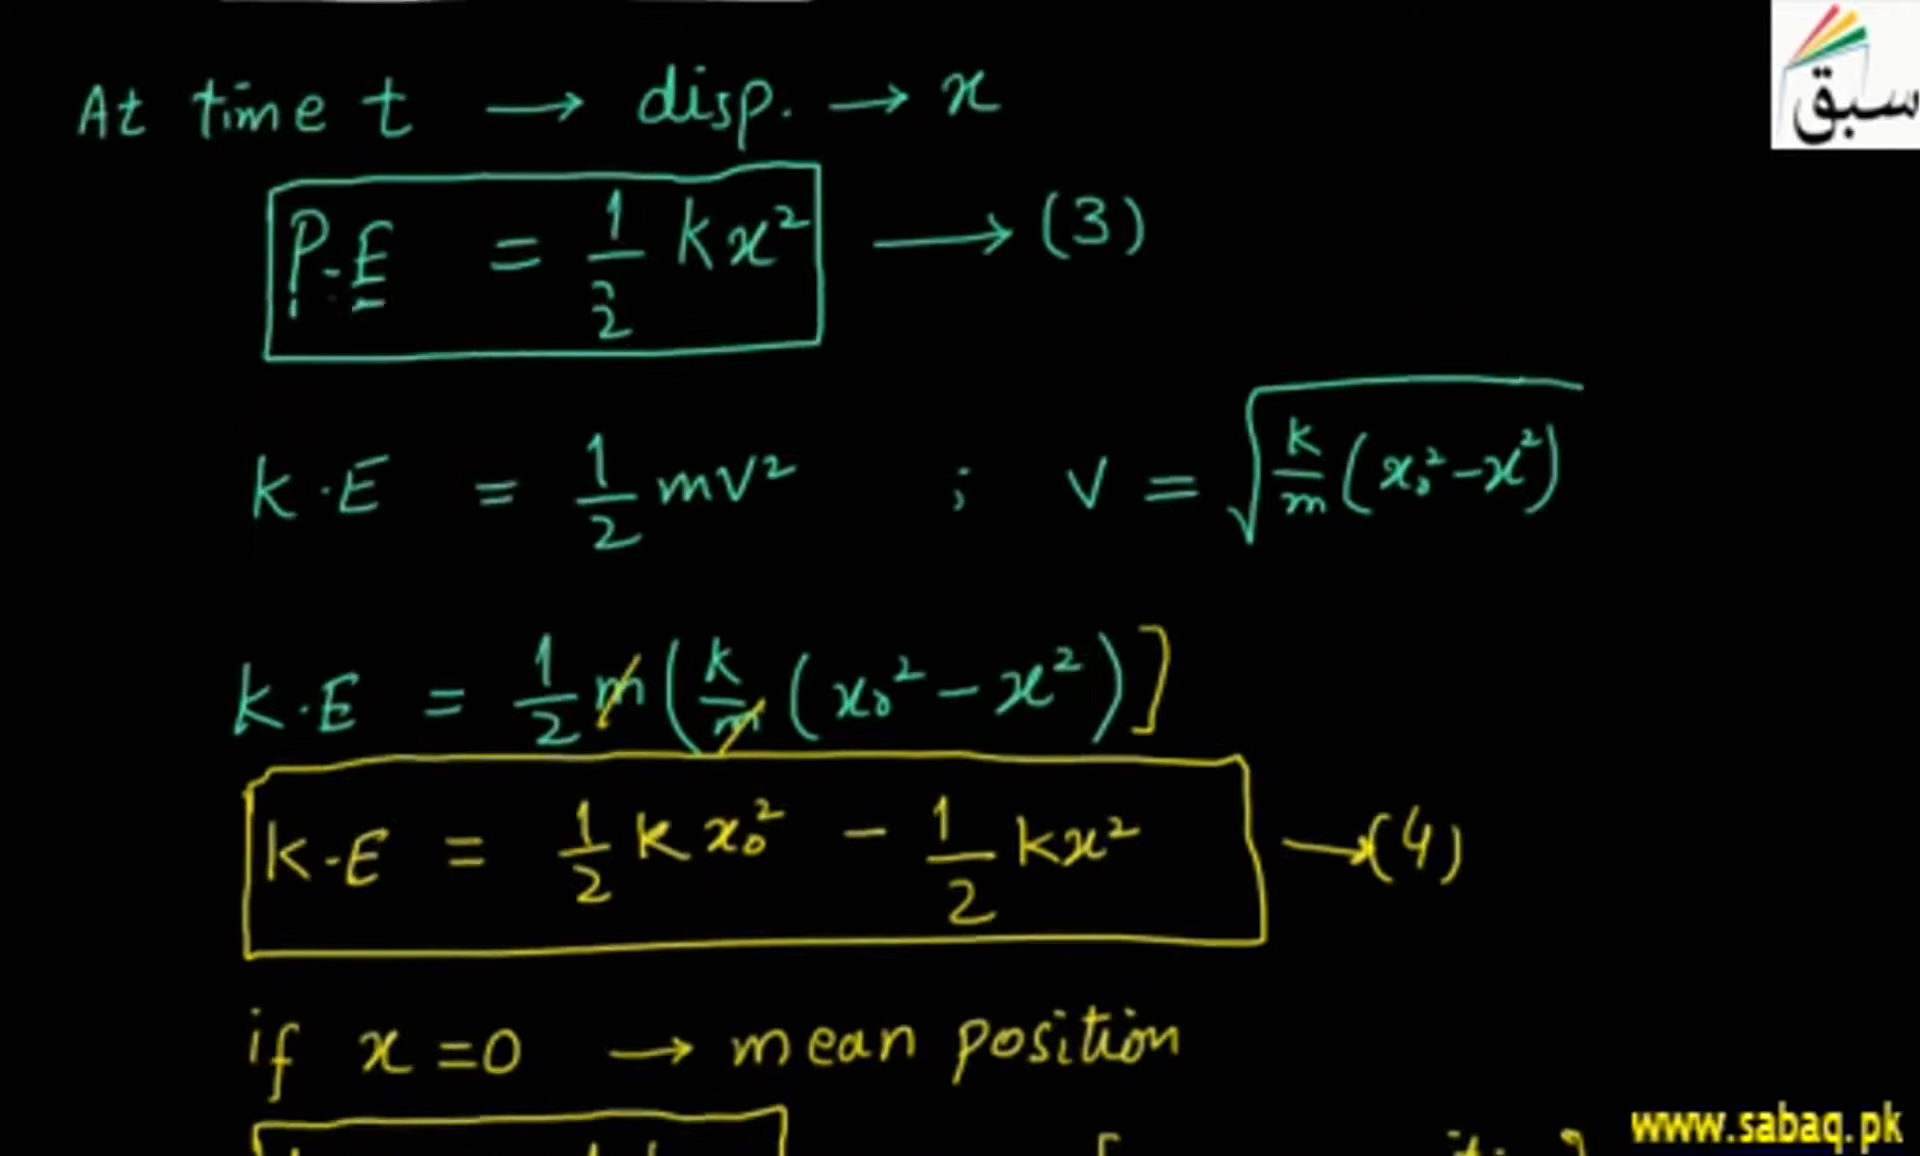 At time t → disp. → x
سبق
P.E = 1/2 kx² → (3)
K.E = 1/2 mv² ; v = √(k/m (x₀² - x²))
K.E = 1/2 m(k/m (x₀² - x²)]
K.E = 1/2 k x₀² - 1/2 kx² → (4)
if x = 0 → mean position
www.sabaq.pk